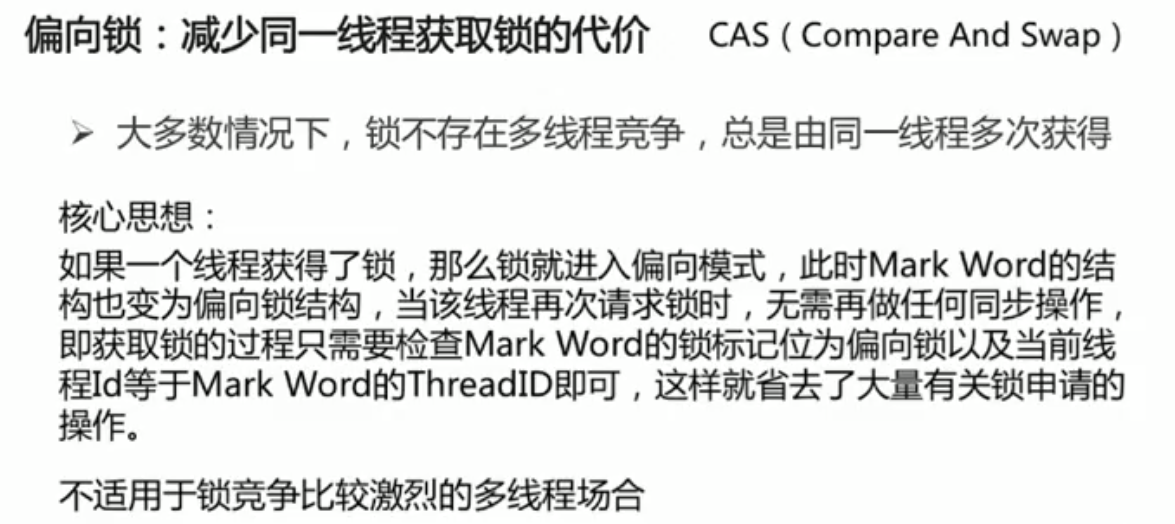 偏向锁：减少同一线程获取锁的代价 CAS（Compare And Swap）
➢ 大多数情况下，锁不存在多线程竞争，总是由同一线程多次获得
核心思想：
如果一个线程获得了锁，那么锁就进入偏向模式，此时Mark Word的结
构也变为偏向锁结构，当该线程再次请求锁时，无需再做任何同步操作，
即获取锁的过程只需要检查Mark Word的锁标记位为偏向锁以及当前线
程Id等于Mark Word的ThreadID即可，这样就省去了大量有关锁申请的
操作。
不适用于锁竞争比较激烈的多线程场合